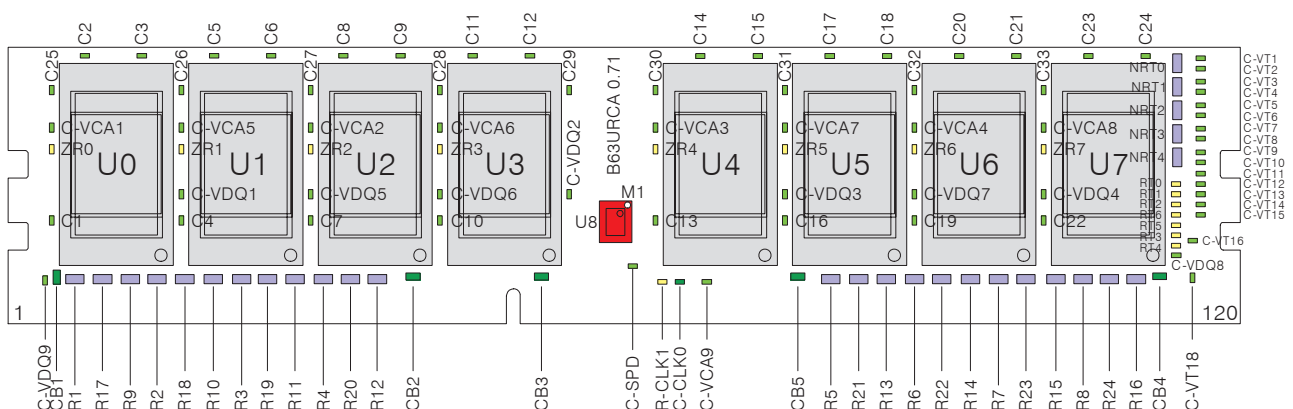 C2 C3 C5 C6 C8 C9 C11 C12 C14 C15 C17 C18 C20 C21 C23 C24
C25 C26 C27 C28 C29 C30 C31 C32 C33
B63URCA 0.71
C-VCA1 C-VCA5 C-VCA2 C-VCA6 C-VCA3 C-VCA7 C-VCA4 C-VCA8
ZR0 ZR1 ZR2 ZR3 ZR4 ZR5 ZR6 ZR7
U0 U1 U2 U3 U4 U5 U6 U7
C-VDQ1 C-VDQ5 C-VDQ6 C-VDQ2 C-VDQ3 C-VDQ7 C-VDQ4
M1
U8
C1 C4 C7 C10 C13 C16 C19 C22
NRT0
NRT1
NRT2
NRT3
NRT4
RT0
RT1
RT2
RT6
RT5
RT3
RT4
C-VT1
C-VT2
C-VT3
C-VT4
C-VT5
C-VT6
C-VT7
C-VT8
C-VT9
C-VT10
C-VT11
C-VT12
C-VT13
C-VT14
C-VT15
C-VT16
C-VDQ8
1 120
C-VDQ9 CB1 R1 R17 R9 R2 R18 R10 R3 R19 R11 R4 R20 R12 CB2 CB3 C-SPD R-CLK1 C-CLK0 C-VCA9 CB5 R5 R21 R13 R6 R22 R14 R7 R23 R15 R8 R24 R16 CB4 C-VT18